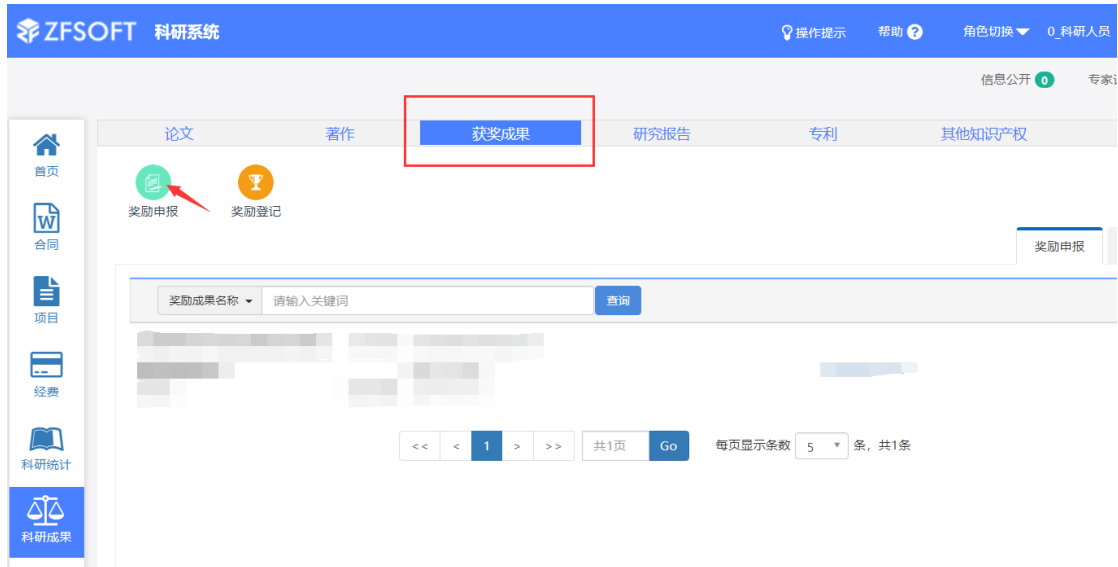 ZFSOFT 科研系统
操作提示 帮助 ? 角色切换 0_科研人员
信息公开 0 专家
论文 著作 获奖成果 研究报告 专利 其他知识产权
首页
合同
项目
经费
科研统计
科研成果
奖励申报 奖励登记
奖励申报
奖励成果名称 请输入关键词 查询
<< < 1 > >> 共1页 Go 每页显示条数 5 条，共1条